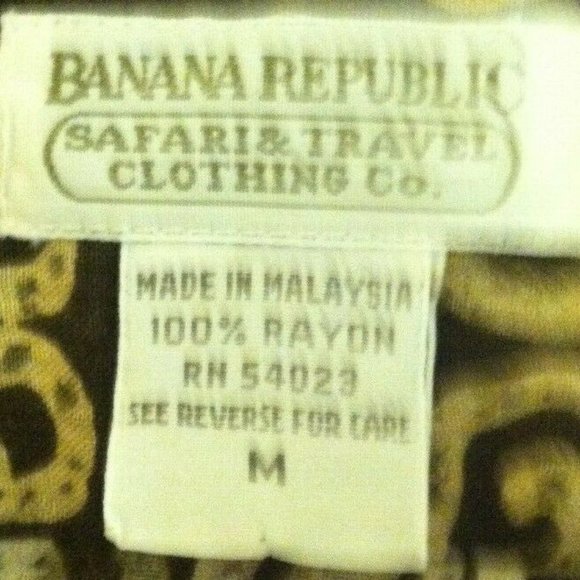 BANANA REPUBLIC
SAFARI & TRAVEL
CLOTHING Co.
MADE IN MALAYSIA
100% RAYON
RN 54023
SEE REVERSE FOR CARE
M